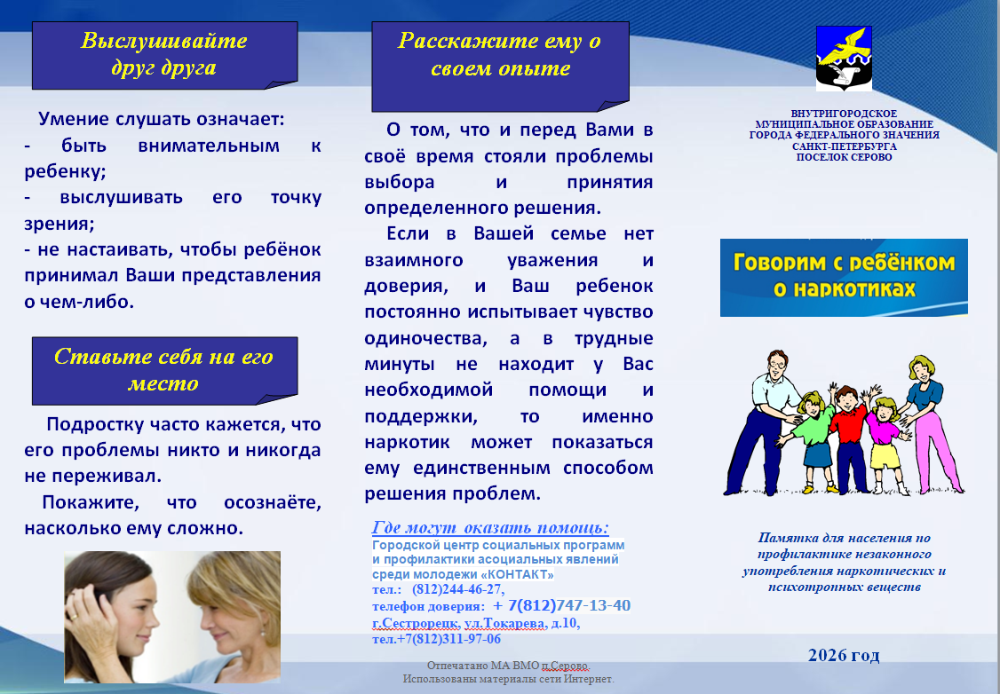 Выслушивайте
друг друга
Умение слушать означает:
- быть внимательным к
ребенку;
- выслушивать его точку
зрения;
- не настаивать, чтобы ребёнок
принимал Ваши представления
о чем-либо.
Ставьте себя на его
место
Подростку часто кажется, что
его проблемы никто и никогда
не переживал.
Покажите, что осознаёте,
насколько ему сложно.
Расскажите ему о
своем опыте
О том, что и перед Вами в
своё время стояли проблемы
выбора и принятия
определенного решения.
Если в Вашей семье нет
взаимного уважения и
доверия, и Ваш ребенок
постоянно испытывает чувство
одиночества, а в трудные
минуты не находит у Вас
необходимой помощи и
поддержки, то именно
наркотик может показаться
ему единственным способом
решения проблем.
Где могут оказать помощь:
Городской центр социальных программ
и профилактики асоциальных явлений
среди молодежи «КОНТАКТ»
тел.: (812)244-46-27,
телефон доверия: + 7(812)747-13-40
г.Сестрорецк, ул.Токарева, д.10,
тел.+7(812)311-97-06
Отпечатано МА ВМО п.Серово.
Использованы материалы сети Интернет.
ВНУТРИГОРОДСКОЕ
МУНИЦИПАЛЬНОЕ ОБРАЗОВАНИЕ
ГОРОДА ФЕДЕРАЛЬНОГО ЗНАЧЕНИЯ
САНКТ-ПЕТЕРБУРГА
ПОСЕЛОК СЕРОВО
Говорим с ребёнком
о наркотиках
Памятка для населения по
профилактике незаконного
употребления наркотических и
психотропных веществ
2026 год